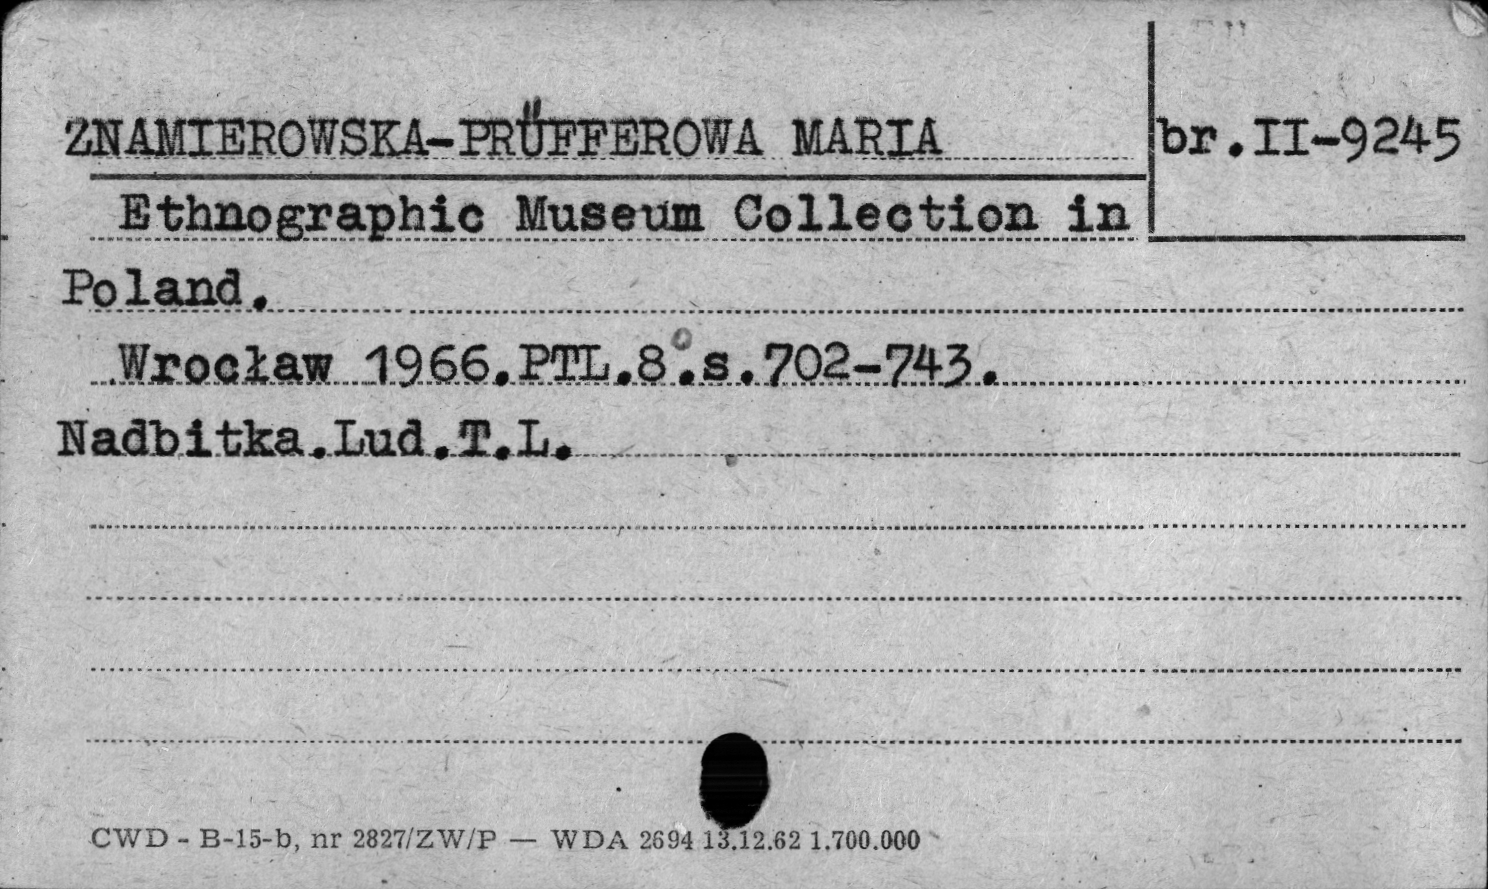 ZNAMIEROWSKA-PRÜFFEROWA MARIA
br.II-9245
Ethnographic Museum Collection in
Poland.
Wrocław 1966.PTL.8°.s.702-743.
Nadbitka.Lud.T.L.
CWD - B-15-b, nr 2827/ZW/P — WDA 2694 13.12.62 1.700.000